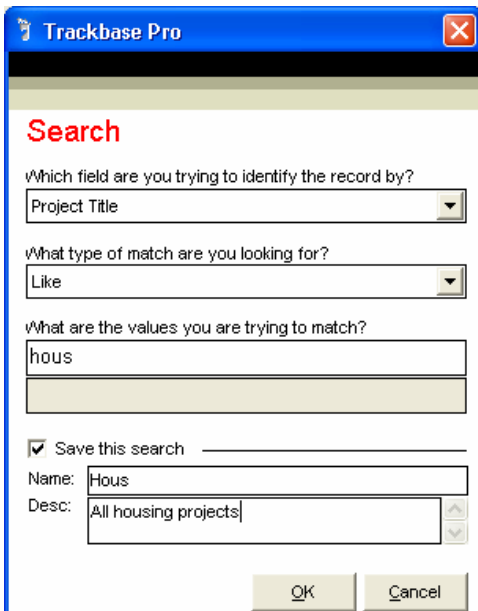 Trackbase Pro
Search
Which field are you trying to identify the record by?
Project Title
What type of match are you looking for?
Like
What are the values you are trying to match?
hous
Save this search
Name: Hous
Desc: All housing projects
OK Cancel